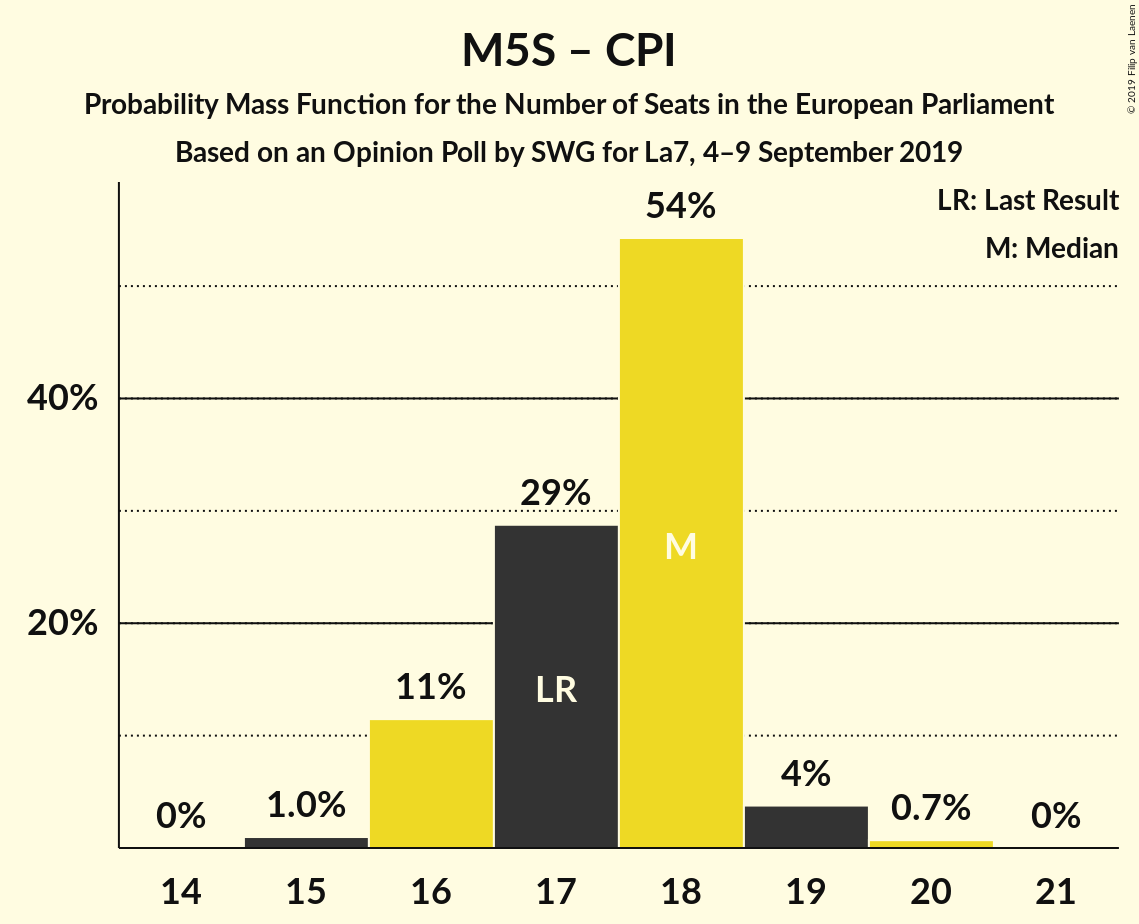 M5S – CPI
Probability Mass Function for the Number of Seats in the European Parliament
Based on an Opinion Poll by SWG for La7, 4–9 September 2019
© 2019 Filip van Laenen
LR: Last Result
M: Median
54%
40%
29%
M
20%
11%
LR
0%
1.0%
4%
0.7%
0%
14 15 16 17 18 19 20 21